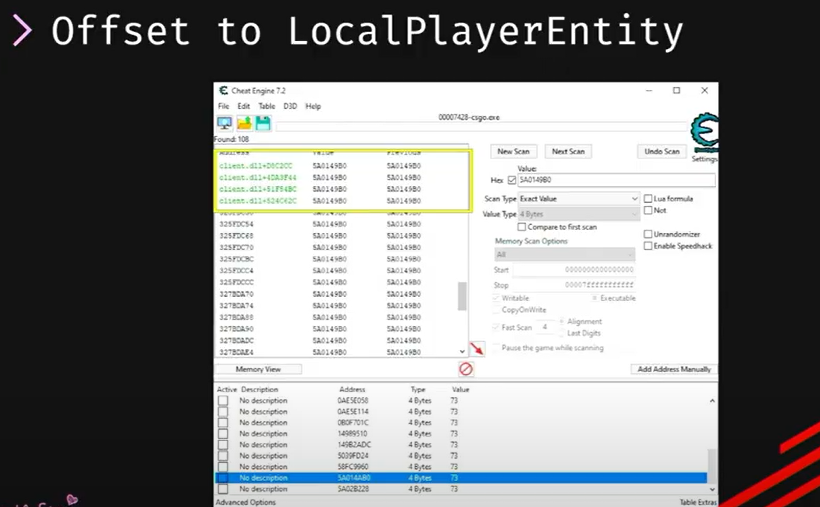 > Offset to LocalPlayerEntity
Cheat Engine 7.2
File Edit Table D3D Help
00007428-csgo.exe
Found: 108
Address Value Previous
client.dll+D8C2CC 5A0149B0 5A0149B0
client.dll+4DA3F44 5A0149B0 5A0149B0
client.dll+51F54BC 5A0149B0 5A0149B0
client.dll+524C62C 5A0149B0 5A0149B0
325FDC54 5A0149B0 5A0149B0
325FDC68 5A0149B0 5A0149B0
325FDC70 5A0149B0 5A0149B0
325FDCBC 5A0149B0 5A0149B0
325FDCC4 5A0149B0 5A0149B0
325FDCCC 5A0149B0 5A0149B0
327BDA70 5A0149B0 5A0149B0
327BDA74 5A0149B0 5A0149B0
327BDA88 5A0149B0 5A0149B0
327BDA90 5A0149B0 5A0149B0
327BDADC 5A0149B0 5A0149B0
327BDAE4 5A0149B0 5A0149B0
New Scan Next Scan Undo Scan
Settings
Value:
Hex 5A0149B0
Scan Type Exact Value
Lua formula
Not
Value Type 4 Bytes
Compare to first scan
Unrandomizer
Enable Speedhack
Memory Scan Options
All
Start 0000000000000000
Stop 00007fffffffffff
Writable Executable
CopyOnWrite
Fast Scan 4 Alignment
Last Digits
Pause the game while scanning
Memory View
Add Address Manually
Active Description Address Type Value
No description 0AE5E058 4 Bytes 73
No description 0AE5E114 4 Bytes 73
No description 0B0F701C 4 Bytes 73
No description 14989510 4 Bytes 73
No description 149B2ADC 4 Bytes 73
No description 5039FD24 4 Bytes 73
No description 58FC9960 4 Bytes 73
No description 5A014AB0 4 Bytes 73
No description 5A02B228 4 Bytes 73
Advanced Options
Table Extras